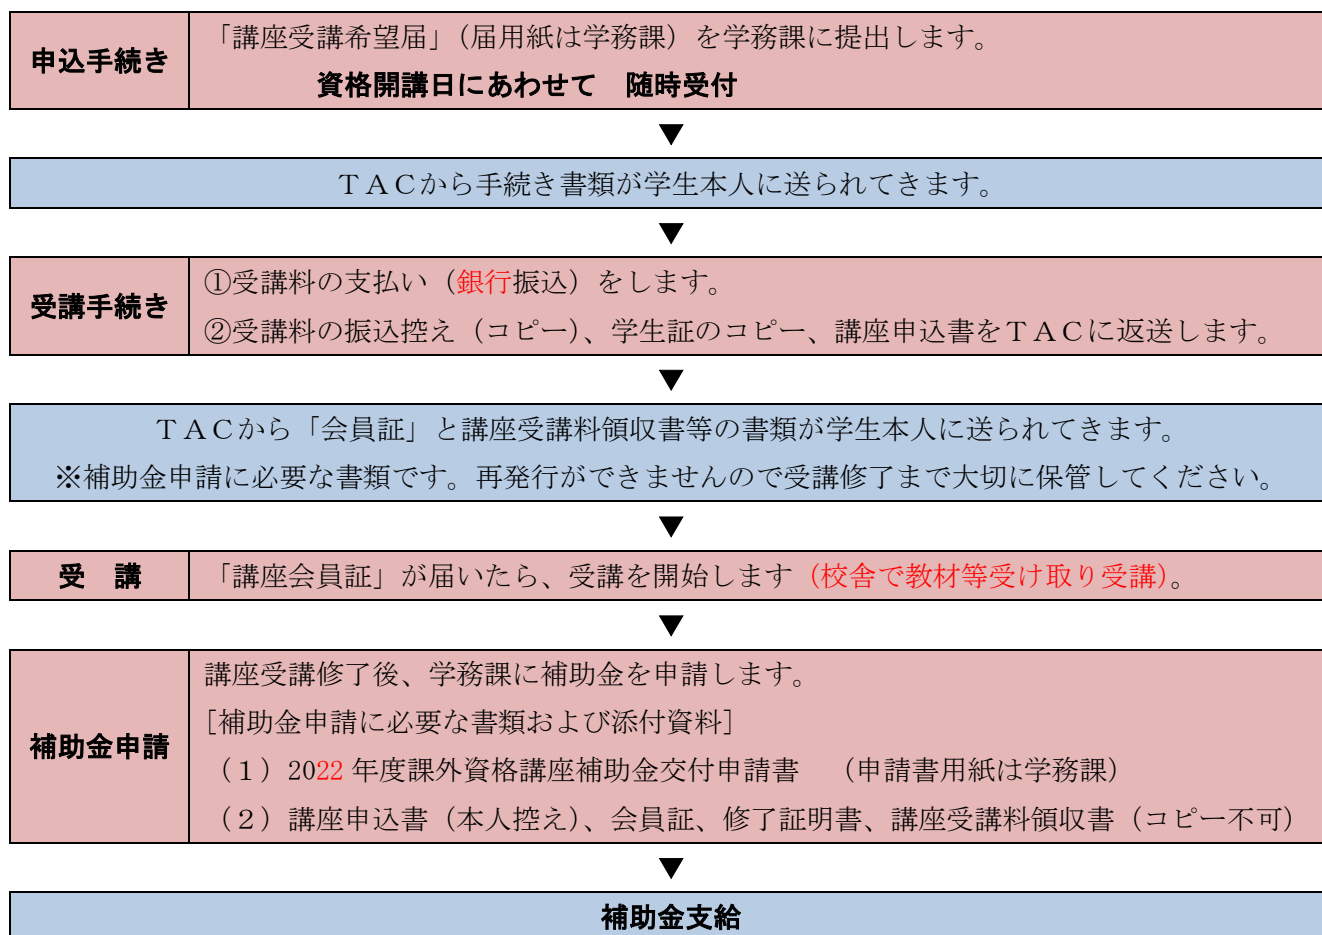 申込手続き
「講座受講希望届」（届用紙は学務課）を学務課に提出します。
資格開講日にあわせて　随時受付
▼
ＴＡＣから手続き書類が学生本人に送られてきます。
▼
受講手続き
①受講料の支払い（銀行振込）をします。
②受講料の振込控え（コピー）、学生証のコピー、講座申込書をＴＡＣに返送します。
▼
ＴＡＣから「会員証」と講座受講料領収書等の書類が学生本人に送られてきます。
※補助金申請に必要な書類です。再発行ができませんので受講修了まで大切に保管してください。
▼
受　講
「講座会員証」が届いたら、受講を開始します（校舎で教材等受け取り受講）。
▼
補助金申請
講座受講修了後、学務課に補助金を申請します。
［補助金申請に必要な書類および添付資料］
（１）2022 年度課外資格講座補助金交付申請書　（申請書用紙は学務課）
（２）講座申込書（本人控え）、会員証、修了証明書、講座受講料領収書（コピー不可）
▼
補助金支給